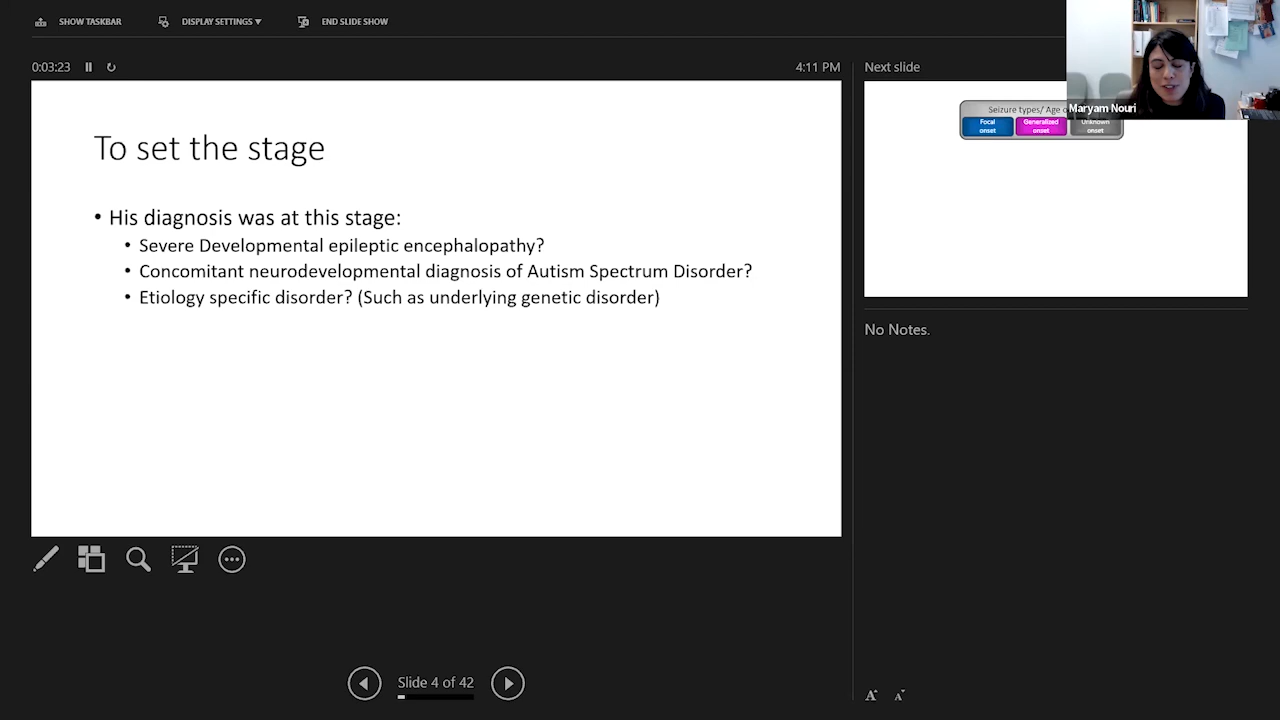 SHOW TASKBAR
DISPLAY SETTINGS
END SLIDE SHOW
0:03:23
4:11 PM
Next slide
Maryam Nouri
To set the stage
• His diagnosis was at this stage:
• Severe Developmental epileptic encephalopathy?
• Concomitant neurodevelopmental diagnosis of Autism Spectrum Disorder?
• Etiology specific disorder? (Such as underlying genetic disorder)
Seizure types/ Age
Focal onset
Generalized onset
Unknown onset
No Notes.
Slide 4 of 42
A A